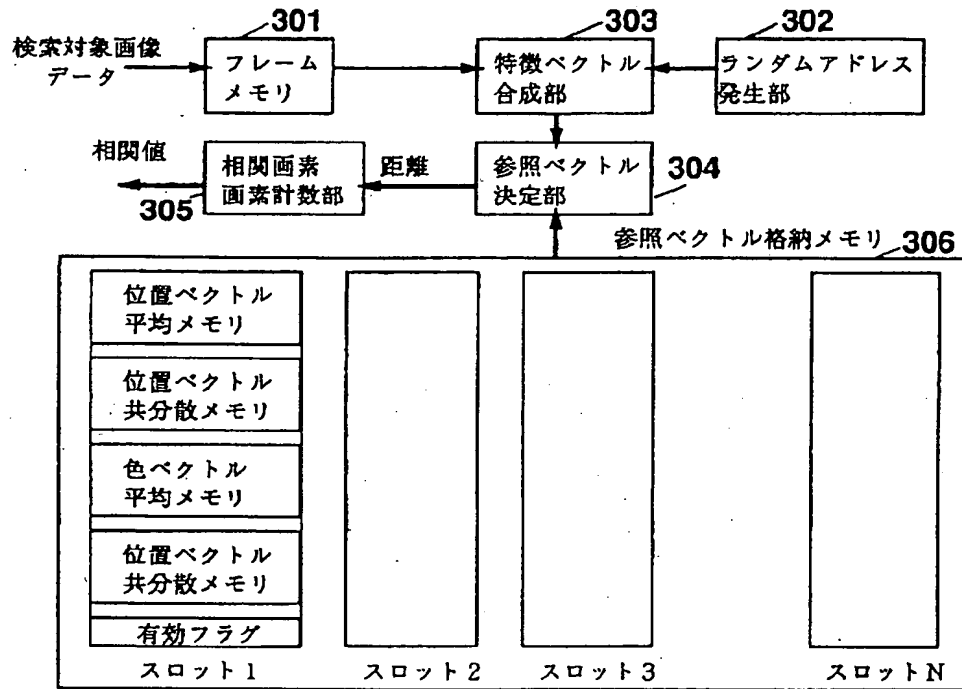 301
303
302
検索対象画像
データ
フレーム
メモリ
特徴ベクトル
合成部
ランダムアドレス
発生部
相関値
相関画素
画素計数部
305
距離
参照ベクトル
決定部
304
参照ベクトル格納メモリ 306
位置ベクトル
平均メモリ
位置ベクトル
共分散メモリ
色ベクトル
平均メモリ
位置ベクトル
共分散メモリ
有効フラグ
スロット1
スロット2
スロット3
スロットN